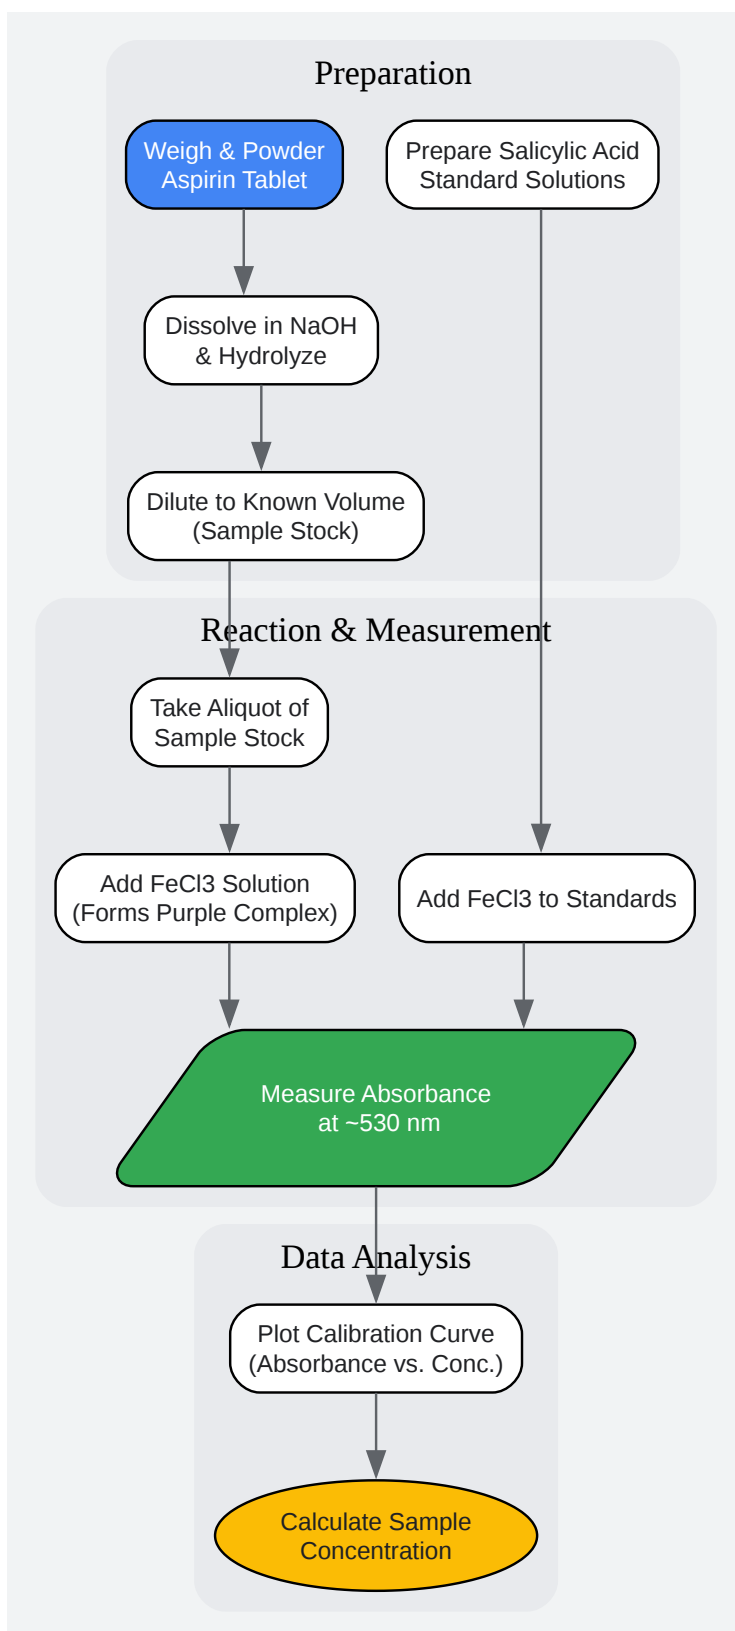 Preparation
Weigh & Powder
Aspirin Tablet
Prepare Salicylic Acid
Standard Solutions
Dissolve in NaOH
& Hydrolyze
Dilute to Known Volume
(Sample Stock)
Reaction & Measurement
Take Aliquot of
Sample Stock
Add FeCl3 Solution
(Forms Purple Complex)
Add FeCl3 to Standards
Measure Absorbance
at ~530 nm
Data Analysis
Plot Calibration Curve
(Absorbance vs. Conc.)
Calculate Sample
Concentration